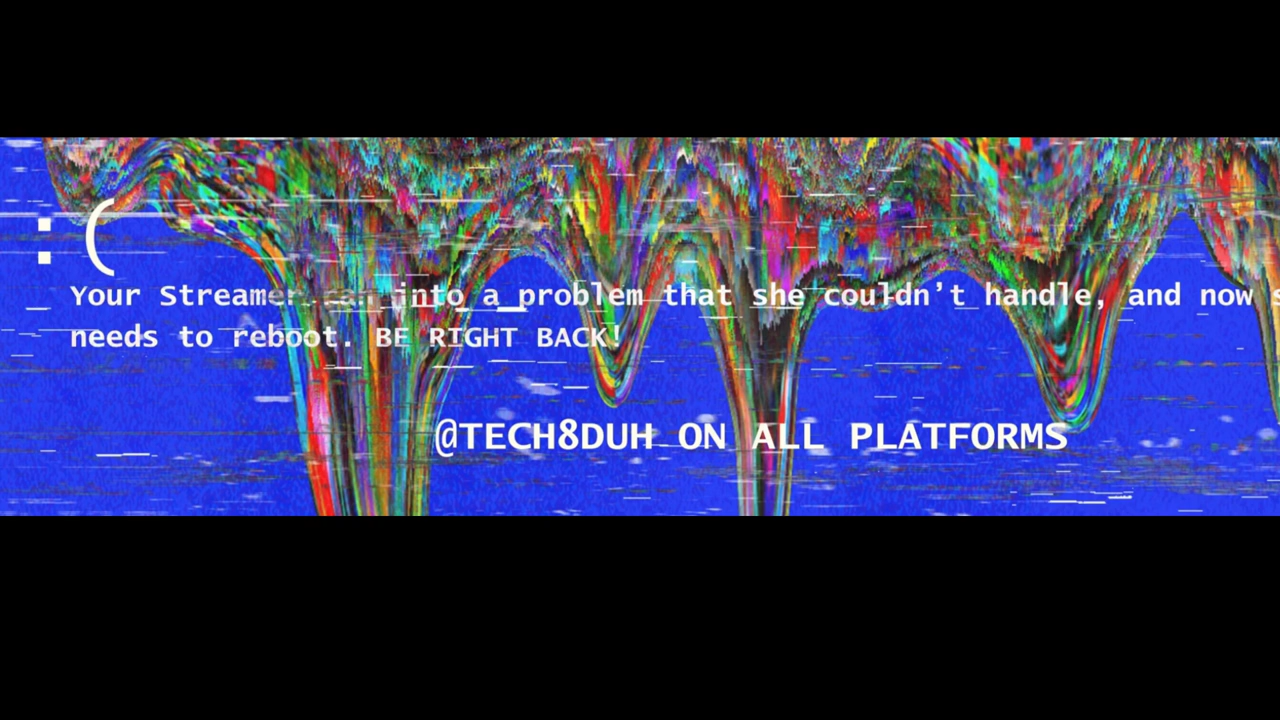 :(
Your Streamer ran into a problem that she couldn't handle, and now
needs to reboot. BE RIGHT BACK!
@TECH8DUH ON ALL PLATFORMS